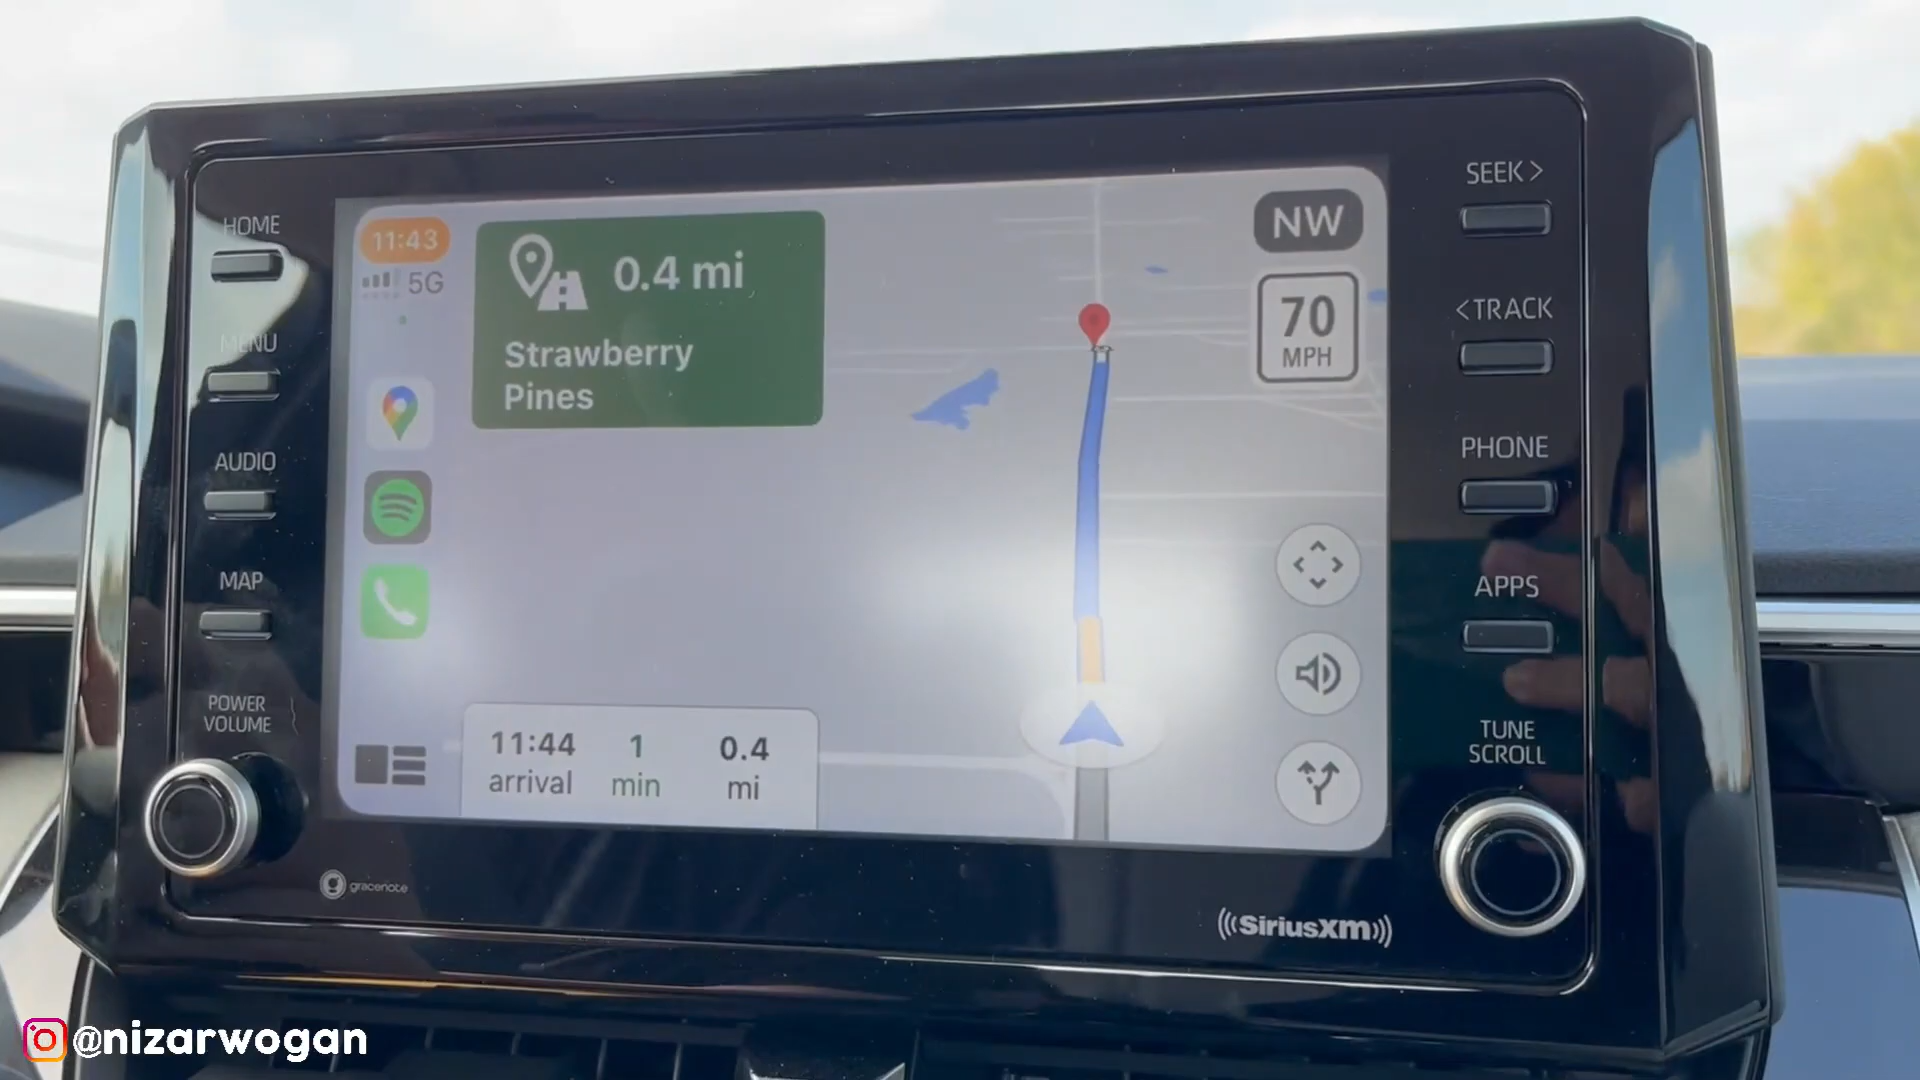 HOME
MENU
AUDIO
MAP
POWER
VOLUME
11:43
5G
0.4 mi
Strawberry
Pines
NW
70
MPH
11:44
arrival
1
min
0.4
mi
SEEK >
< TRACK
PHONE
APPS
TUNE
SCROLL
gracenote
((SiriusXM))
@nizarwogan